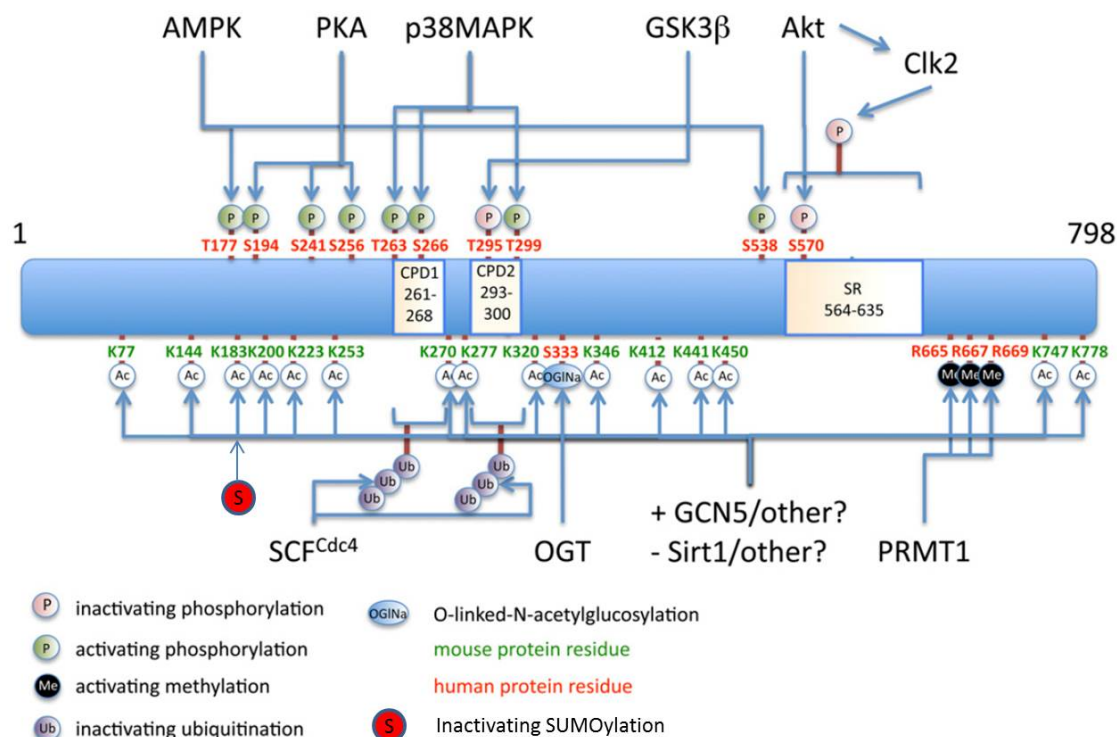 AMPK PKA p38MAPK GSK3β Akt
Clk2
P
P P P P P P P P P P
1 T177 S194 S241 S256 T263 S266 T295 T299 S538 S570 798
CPD1
261-
268
CPD2
293-
300
SR
564-635
K77 K144 K183 K200 K223 K253 K270 K277 K320 S333 K346 K412 K441 K450 R665 R667 R669 K747 K778
Ac Ac Ac Ac Ac Ac Ac Ac Ac OGlNa Ac Ac Ac Ac Me Me Me Ac Ac
Ub Ub
Ub Ub
Ub Ub
S
+ GCN5/other?
SCFCdc4 OGT - Sirt1/other? PRMT1
P inactivating phosphorylation
P activating phosphorylation
Me activating methylation
Ub inactivating ubiquitination
OGlNa O-linked-N-acetylglucosylation
mouse protein residue
human protein residue
S Inactivating SUMOylation